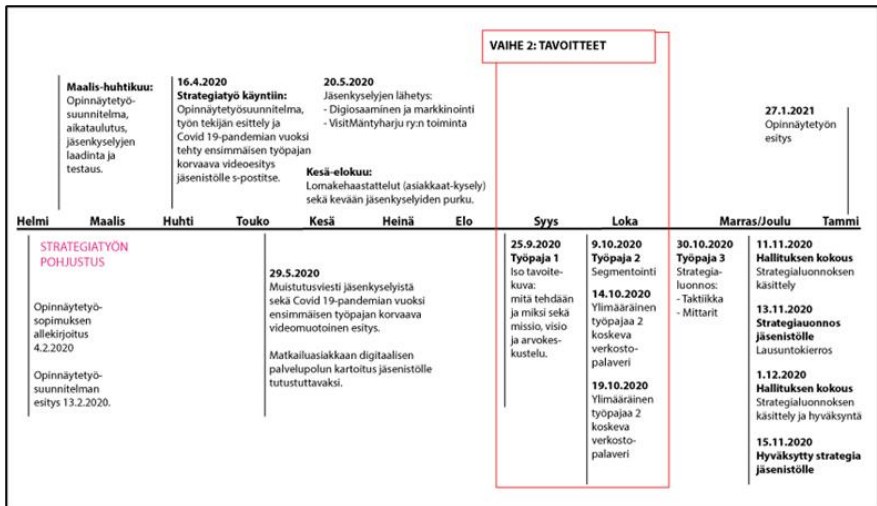 VAIHE 2: TAVOITTEET
Maalis-huhtikuu:
Opinnäytetyö-
suunnitelma,
aikataulutus,
jäsenkyselyjen
laadinta ja
testaus.
16.4.2020
Strategiatyö käyntiin:
Opinnäytetyösuunnitelma,
työn tekijän esittely ja
Covid 19-pandemian vuoksi
tehty ensimmäisen työpajan
korvaava videoesitys
jäsenistölle s-postitse.
20.5.2020
Jäsenkyselyjen lähetys:
- Digiosaaminen ja markkinointi
- VisitMäntyharju ry:n toiminta
Kesä-elokuu:
Lomakehaastattelut (asiakkaat-kysely)
sekä kevään jäsenkyselyiden purku.
27.1.2021
Opinnäytetyön
esitys
Helmi Maalis Huhti Touko Kesä Heinä Elo Syys Loka Marras/Joulu Tammi
STRATEGIATYÖN
POHJUSTUS
Opinnäytetyö-
sopimuksen
allekirjoitus
4.2.2020
Opinnäytetyö-
suunnitelman
esitys 13.2.2020.
29.5.2020
Muistutusviesti jäsenkyselyistä
sekä Covid 19-pandemian vuoksi
ensimmäisen työpajan korvaava
videomuotoinen esitys.
Matkailuasiakkaan digitaalisen
palvelupolun kartoitus jäsenistölle
tutustuttavaksi.
25.9.2020
Työpaja 1
Iso tavoite-
kuva:
mitä tehdään
ja miksi sekä
missio, visio
ja arvokes-
kustelu.
9.10.2020
Työpaja 2
Segmentointi
14.10.2020
Ylimääräinen
työpajaa 2
koskeva
verkosto-
palaveri
19.10.2020
Ylimääräinen
työpajaa 2
koskeva
verkosto-
palaveri
30.10.2020
Työpaja 3
Strategia-
luonnos:
- Taktiikka
- Mittarit
11.11.2020
Hallituksen kokous
Strategialuonnoksen
käsittely
13.11.2020
Strategiauonnos
jäsenistölle
Lausuntokierros
1.12.2020
Hallituksen kokous
Strategialuonnoksen
käsittely ja hyväksyntä
15.11.2020
Hyväksytty strategia
jäsenistölle